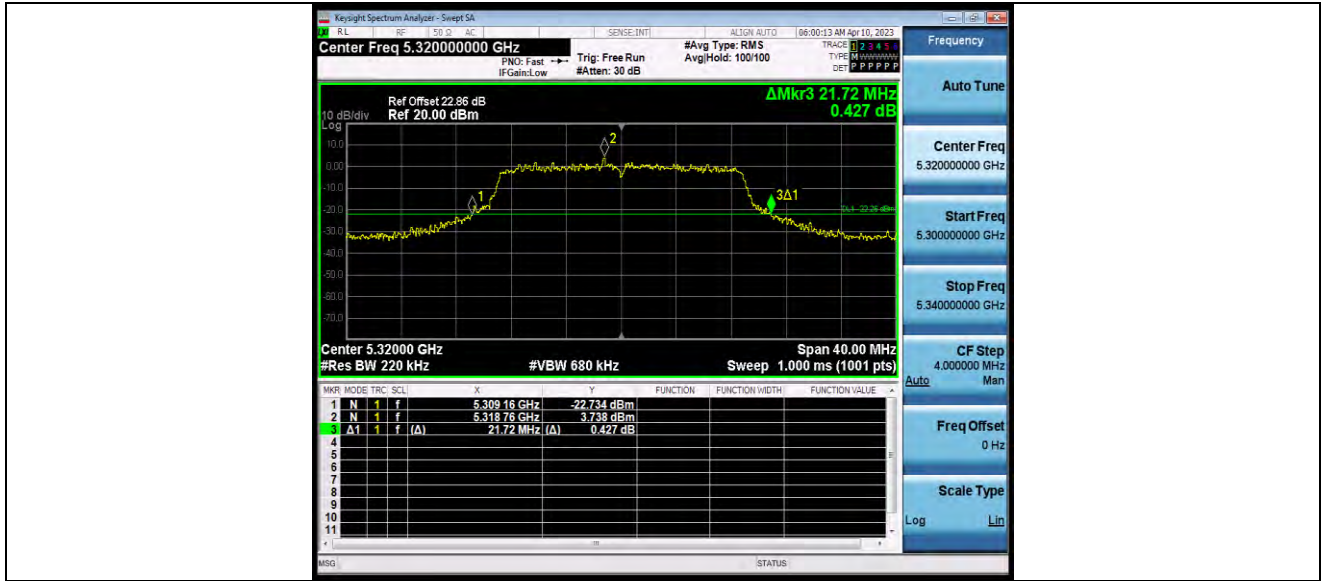 Keysight Spectrum Analyzer - Swept SA
RL RF 50 Ω AC SENSE:INT ALIGN AUTO 06:00:13 AM Apr 10, 2023
Center Freq 5.320000000 GHz
PNO: Fast
IFGain:Low
Trig: Free Run
#Atten: 30 dB
#Avg Type: RMS
Avg|Hold: 100/100
TRACE 1 2 3 4 5 6
TYPE M WWWWW
DET P P P P P P
Frequency
Auto Tune
ΔMkr3 21.72 MHz
0.427 dB
Ref Offset 22.86 dB
10 dB/div Ref 20.00 dBm
Log
10.0
0.00
-10.0
-20.0
-30.0
-40.0
-50.0
-60.0
-70.0
1
2
3Δ1
DL1 -22.26 dBm
Center Freq
5.320000000 GHz
Start Freq
5.300000000 GHz
Stop Freq
5.340000000 GHz
Center 5.32000 GHz Span 40.00 MHz
#Res BW 220 kHz #VBW 680 kHz Sweep 1.000 ms (1001 pts)
CF Step
4.000000 MHz
Auto Man
MKR MODE TRC SCL X Y FUNCTION FUNCTION WIDTH FUNCTION VALUE
1 N 1 f 5.309 16 GHz -22.734 dBm
2 N 1 f 5.318 76 GHz 3.738 dBm
3 Δ1 1 f (Δ) 21.72 MHz (Δ) 0.427 dB
4
5
6
7
8
9
10
11
Freq Offset
0 Hz
Scale Type
Log Lin
MSG STATUS